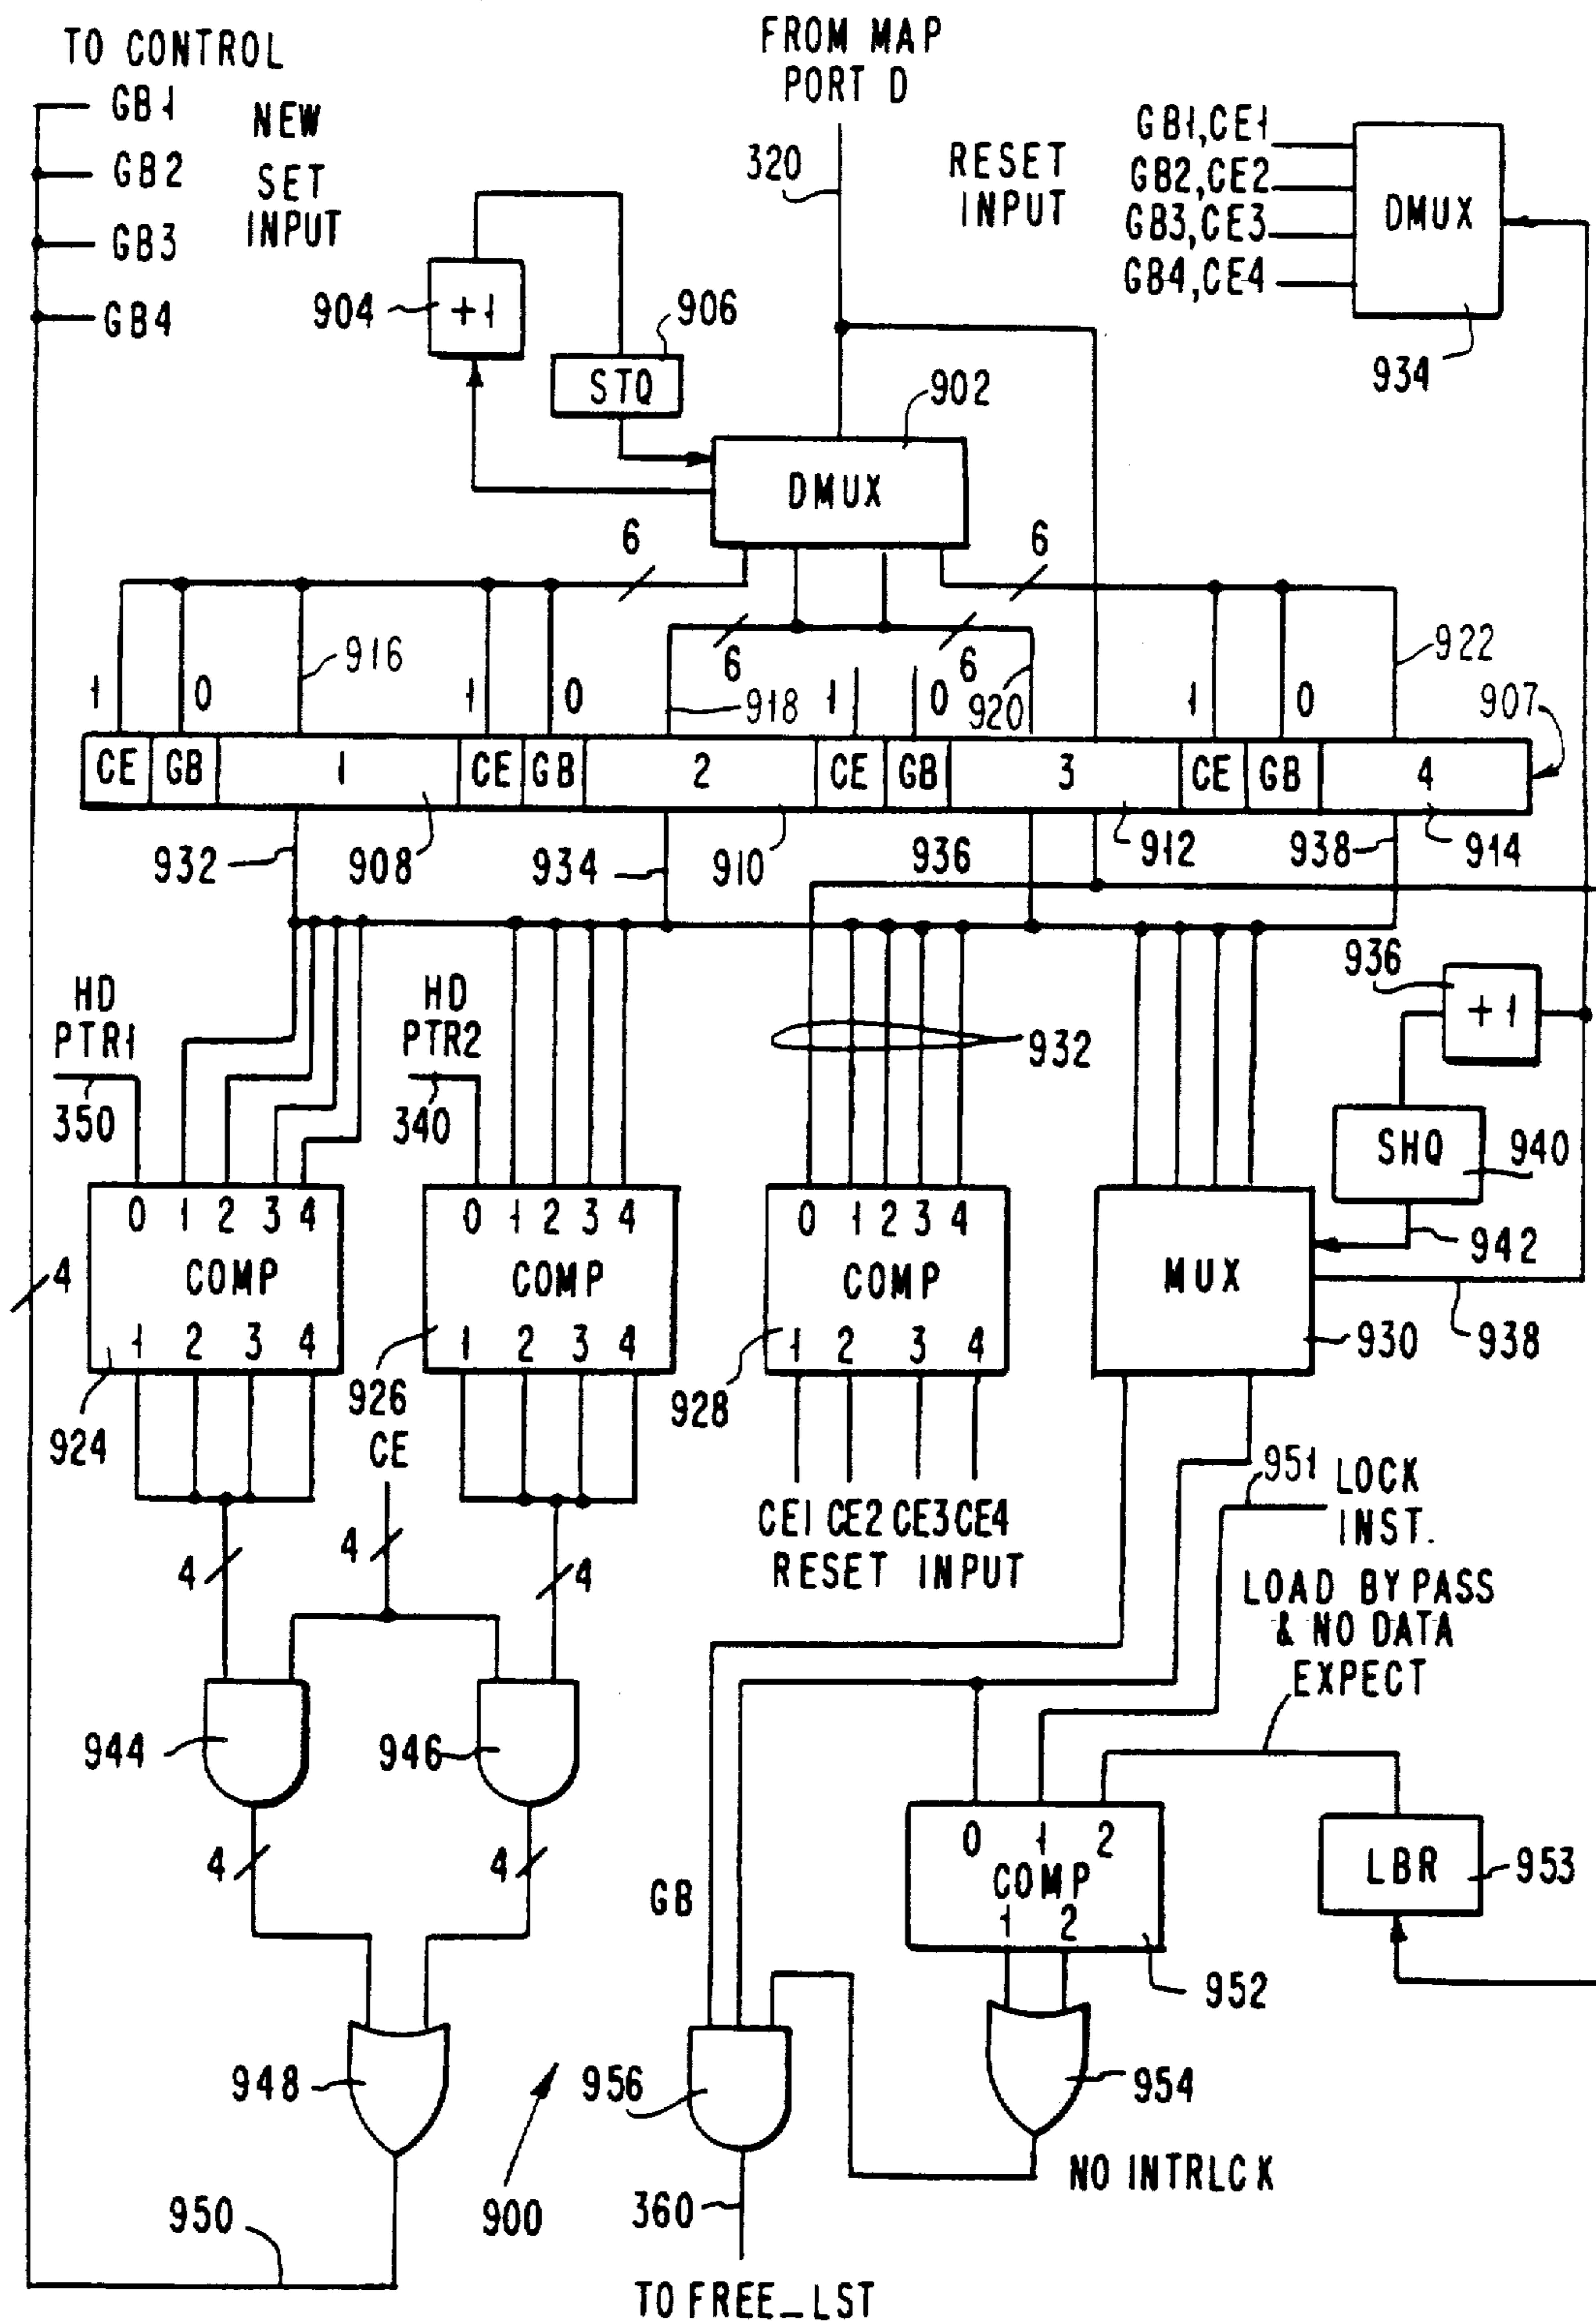 TO CONTROL
GB1
GB2
GB3
GB4
NEW
SET
INPUT
FROM MAP
PORT D
320
RESET
INPUT
GB1,CE1
GB2,CE2
GB3,CE3
GB4,CE4
DMUX
934
904
+1
906
STQ
902
DMUX
6
6
6
6
916
918
920
922
1
0
1
0
1
0
1
0
907
CE GB 1 CE GB 2 CE GB 3 CE GB 4
932
908
934
910
936
912
938
914
HD
PTR1
350
HD
PTR2
340
932
936
+1
SHQ
940
942
0 1 2 3 4
COMP
1 2 3 4
924
0 1 2 3 4
COMP
1 2 3 4
926
0 1 2 3 4
COMP
1 2 3 4
928
MUX
930
938
4
CE
4
4
4
CE1 CE2 CE3 CE4
RESET INPUT
951
LOCK
INST.
LOAD BY PASS
& NO DATA
EXPECT
944
946
4
4
GB
0 1 2
COMP
1 2
952
LBR
953
948
956
954
900
NO INTRLCK
950
360
TO FREE_LST